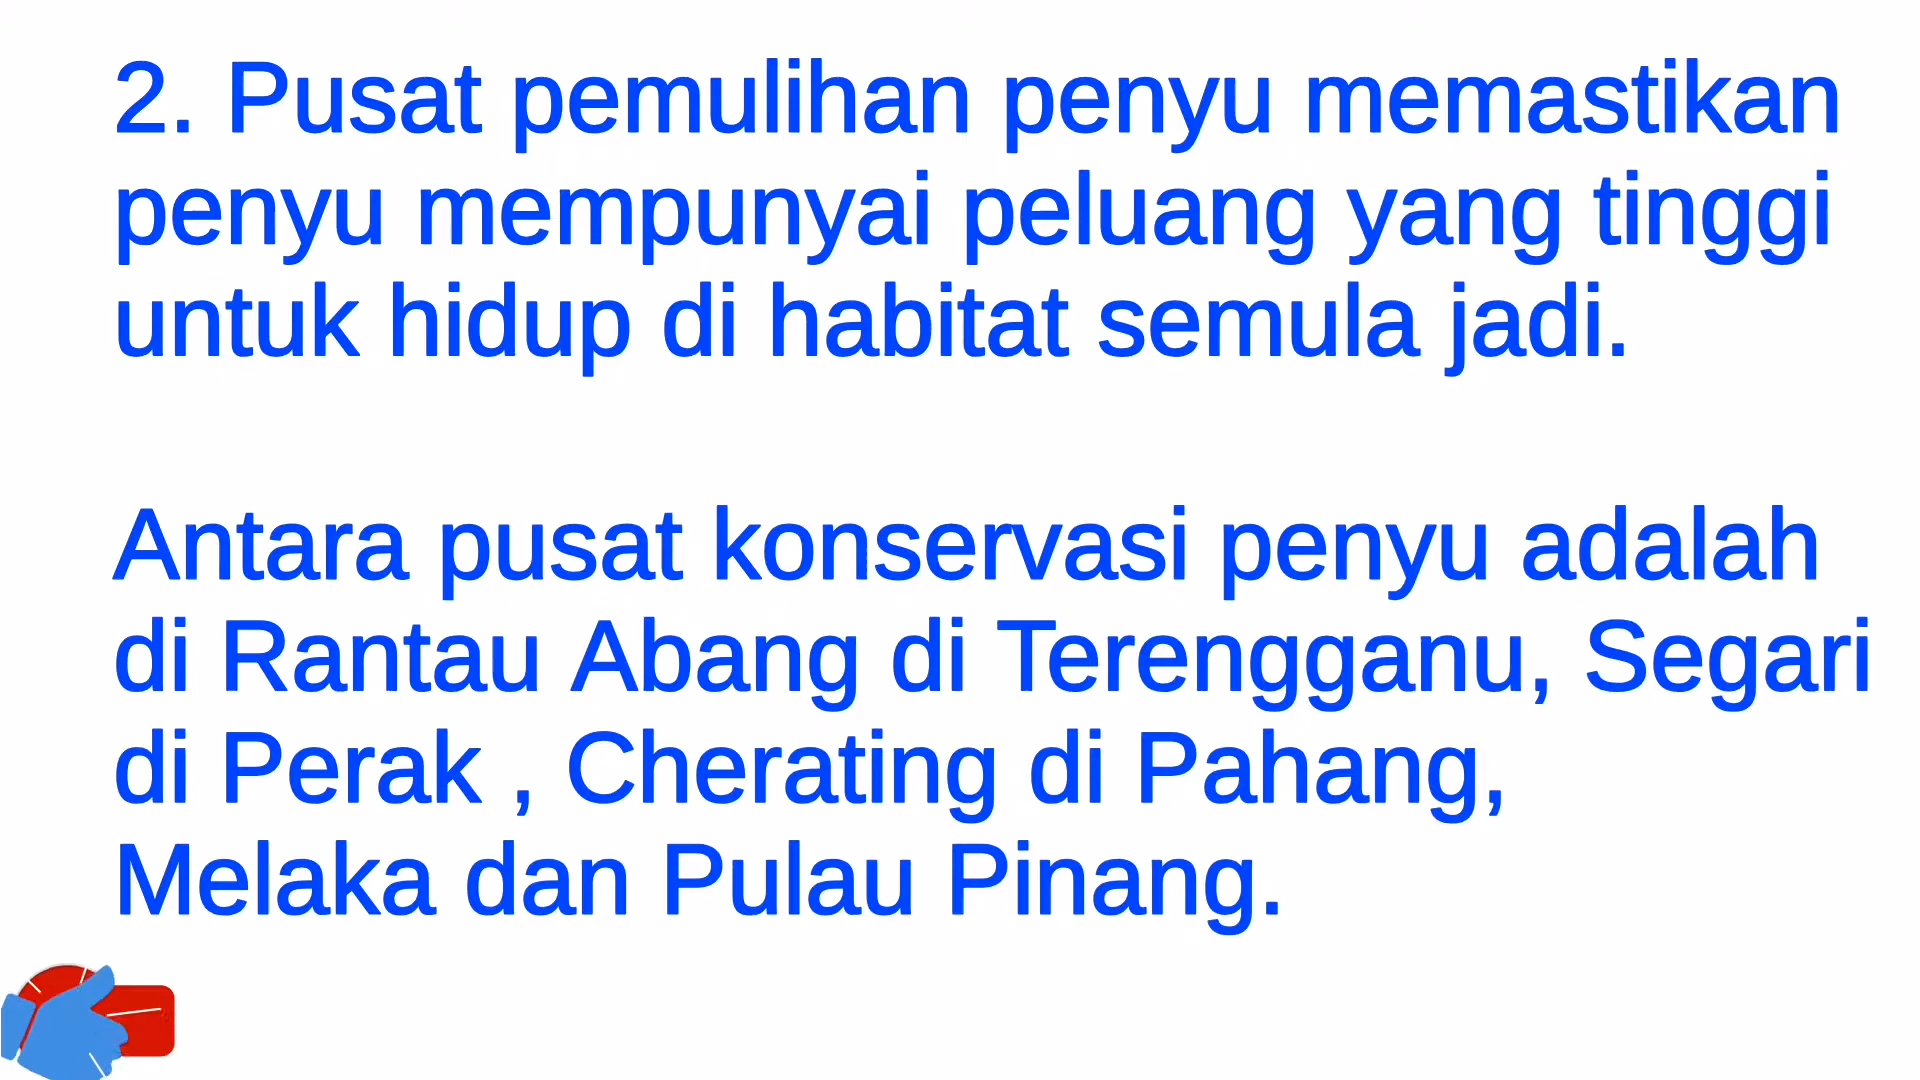 2. Pusat pemulihan penyu memastikan
penyu mempunyai peluang yang tinggi
untuk hidup di habitat semula jadi.
Antara pusat konservasi penyu adalah
di Rantau Abang di Terengganu, Segari
di Perak , Cherating di Pahang,
Melaka dan Pulau Pinang.